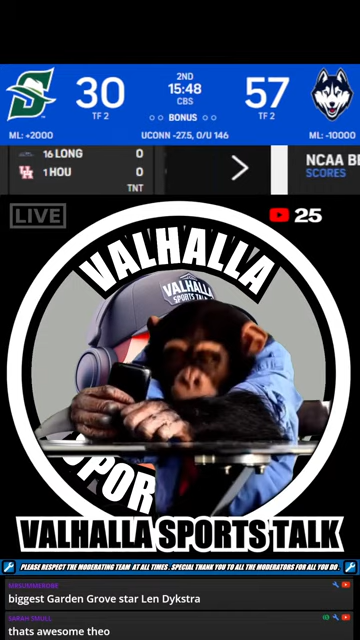 2ND
S 30 15:48 57
CBS
TF 2 BONUS TF 2
ML: +2000 UCONN -27.5, O/U 146 ML: -10000
16 LONG 0
1 HOU 0
TNT
NCAA B
SCORES
LIVE
25
VALHALLA
VALHALLA
SPORTS TALK
SPOR
VALHALLA SPORTS TALK
PLEASE RESPECT THE MODERATING TEAM AT ALL TIMES . SPECIAL THANK YOU TO ALL THE MODERATORS FOR ALL YOU DO .
biggest Garden Grove star Len Dykstra
SARAH SMULL
thats awesome theo